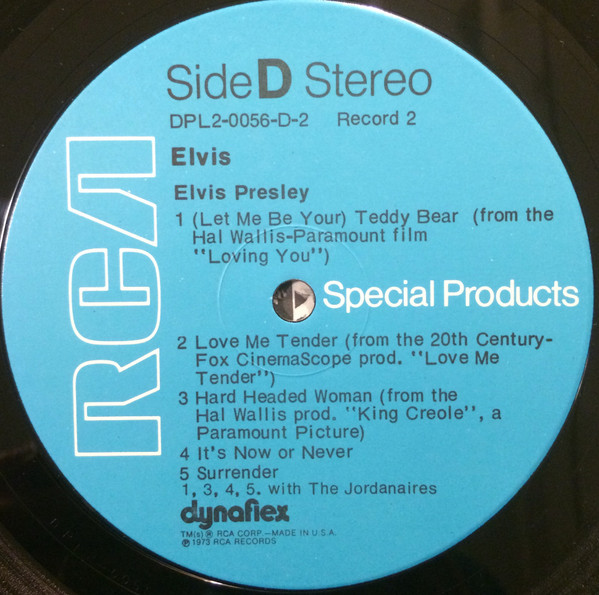 Side D Stereo
DPL2-0056-D-2 Record 2
Elvis
Elvis Presley
1 (Let Me Be Your) Teddy Bear (from the
Hal Wallis-Paramount film
"Loving You")
RCA
Special Products
2 Love Me Tender (from the 20th Century-
Fox CinemaScope prod. "Love Me
Tender")
3 Hard Headed Woman (from the
Hal Wallis prod. "King Creole", a
Paramount Picture)
4 It's Now or Never
5 Surrender
1, 3, 4, 5. with The Jordanaires
dynaflex
TM(s) ® RCA CORP.—MADE IN U.S.A.
℗ 1973 RCA RECORDS